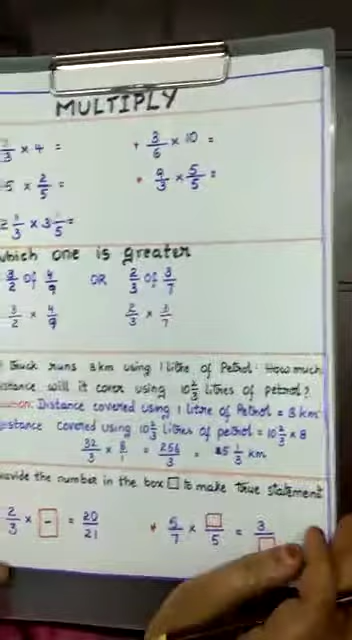 MULTIPLY
/3 × 4 = * 3/6 × 10 =
5 × 2/5 = * 9/3 × 5/5 =
2 1/3 × 3 1/5 =
which one is greater
3/2 of 4/9 OR 2/3 of 3/7
3/2 × 4/9 2/3 × 3/7
Truck runs 8 km using 1 litre of Petrol. How much
distance will it cover using 10 2/3 litres of petrol?
Distance covered using 1 litre of Petrol = 8 km
distance covered using 10 2/3 litres of petrol = 10 2/3 × 8
32/3 × 8/1 = 256/3 = 85 1/3 km
the number in the box □ to make True statement
2/3 × □ = 20/21 * 5/7 × □/5 = 3/□